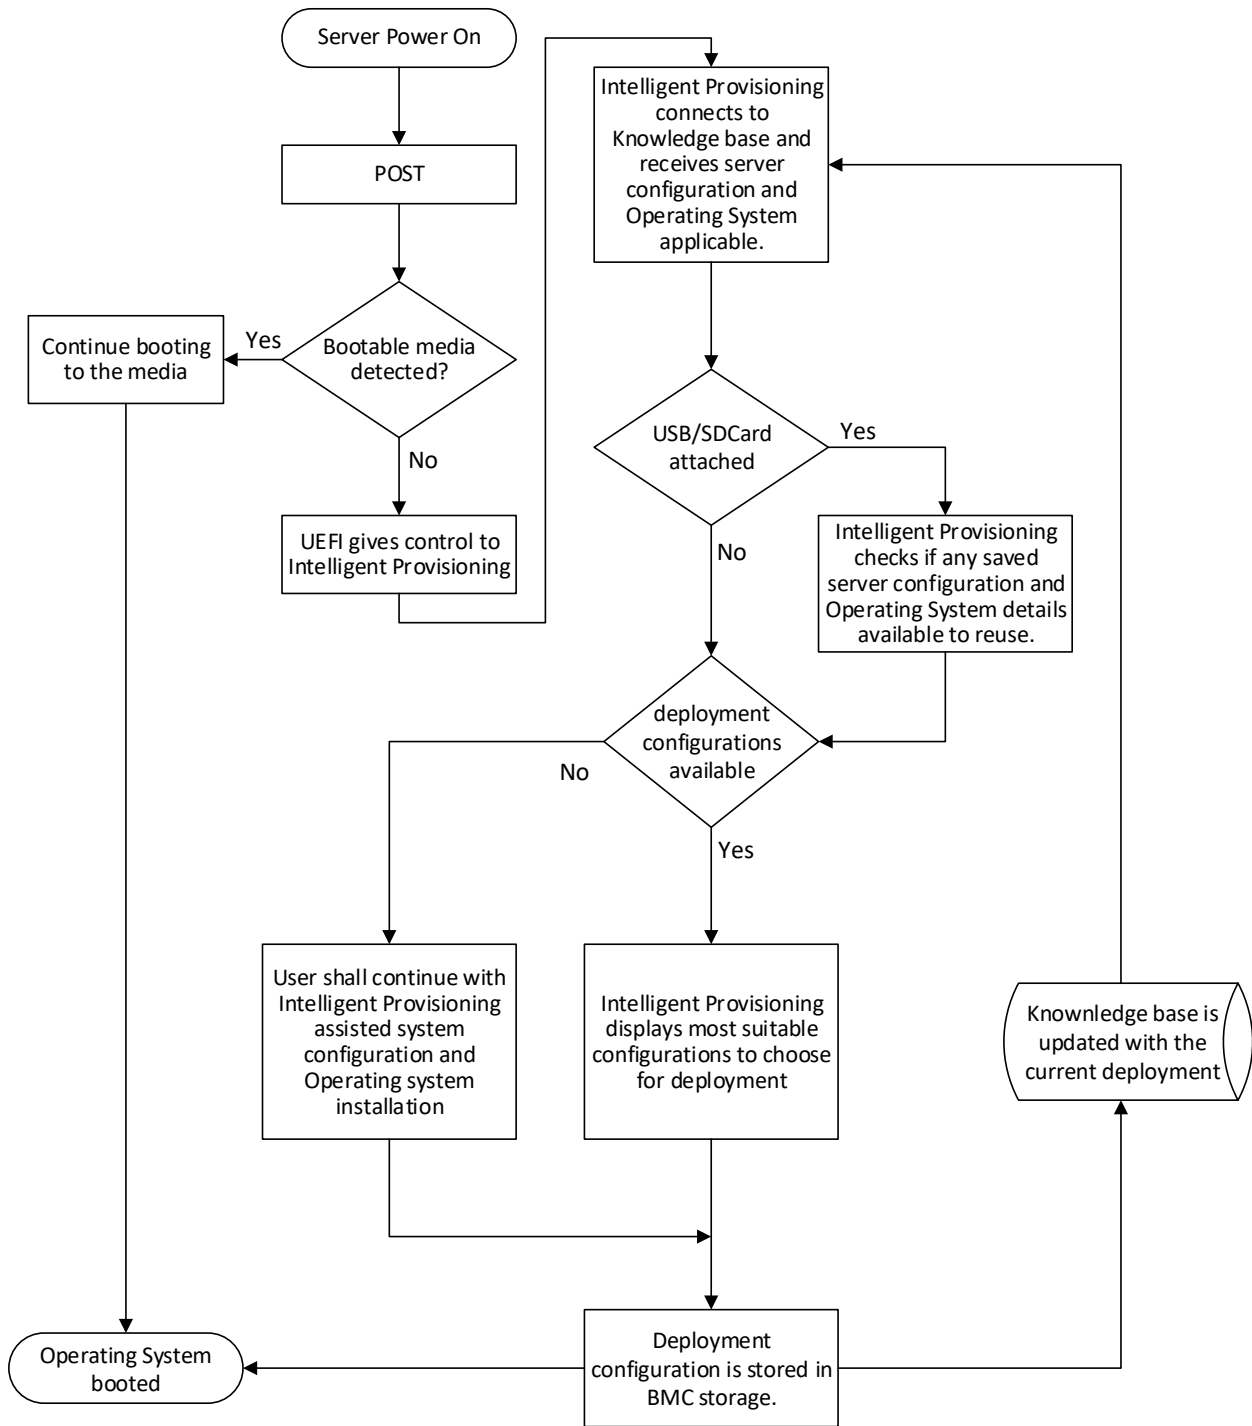 Server Power On
POST
Bootable media
detected?
Yes
Continue booting
to the media
No
UEFI gives control to
Intelligent Provisioning
Intelligent Provisioning
connects to
Knowledge base and
receives server
configuration and
Operating System
applicable.
USB/SDCard
attached
Yes
Intelligent Provisioning
checks if any saved
server configuration and
Operating System details
available to reuse.
No
deployment
configurations
available
No
Yes
User shall continue with
Intelligent Provisioning
assisted system
configuration and
Operating system
installation
Intelligent Provisioning
displays most suitable
configurations to choose
for deployment
Knownledge base is
updated with the
current deployment
Deployment
configuration is stored in
BMC storage.
Operating System
booted